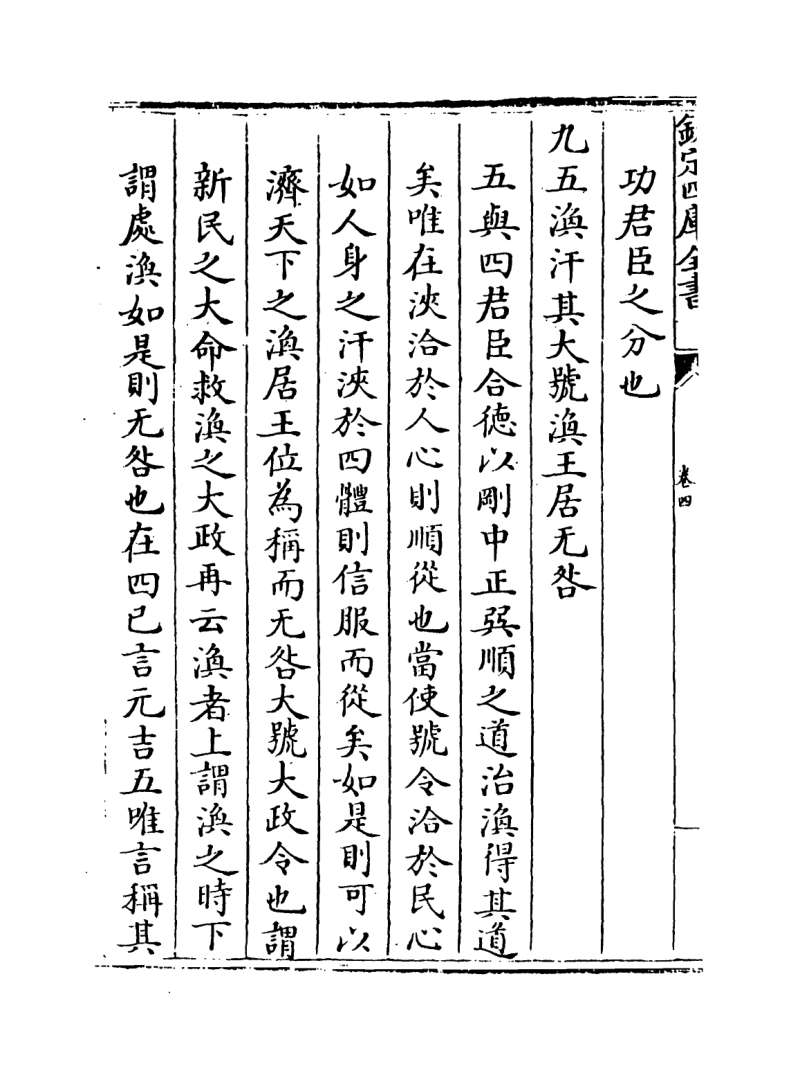 欽定四庫全書
卷四
功君臣之分也
九五渙汗其大號渙王居无咎
五與四君臣合德以剛中正巽順之道治渙得其道
矣唯在浹洽於人心則順從也當使號令洽於民心
如人身之汗浹於四體則信服而從矣如是則可以
濟天下之渙居王位為稱而无咎大號大政令也謂
新民之大命救渙之大政再云渙者上謂渙之時下
謂處渙如是則无咎也在四已言元吉五唯言稱其